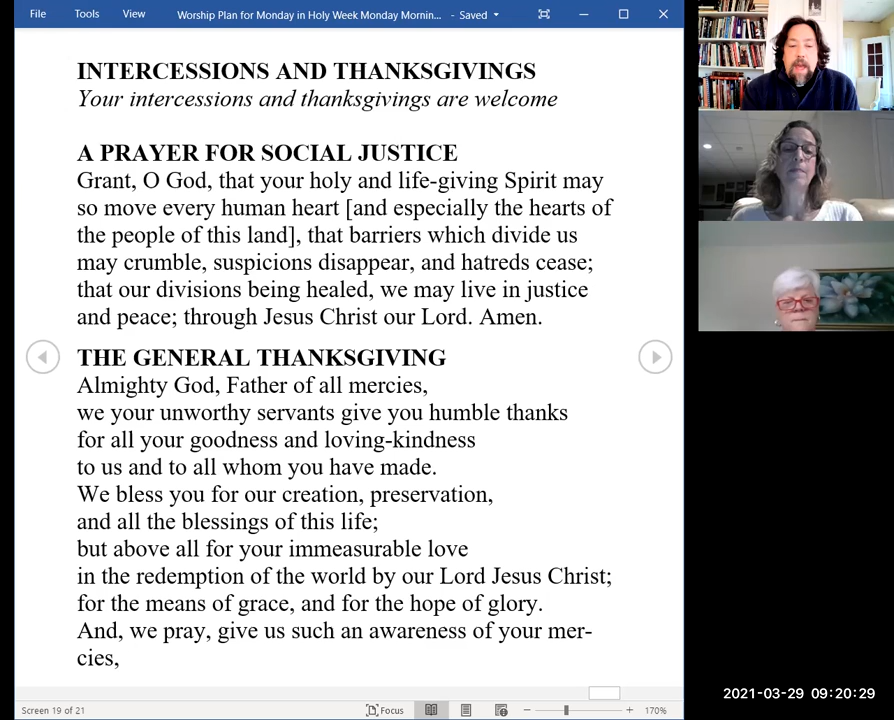 File Tools View Worship Plan for Monday in Holy Week Monday Mornin... - Saved
INTERCESSIONS AND THANKSGIVINGS
Your intercessions and thanksgivings are welcome
A PRAYER FOR SOCIAL JUSTICE
Grant, O God, that your holy and life-giving Spirit may
so move every human heart [and especially the hearts of
the people of this land], that barriers which divide us
may crumble, suspicions disappear, and hatreds cease;
that our divisions being healed, we may live in justice
and peace; through Jesus Christ our Lord. Amen.
THE GENERAL THANKSGIVING
Almighty God, Father of all mercies,
we your unworthy servants give you humble thanks
for all your goodness and loving-kindness
to us and to all whom you have made.
We bless you for our creation, preservation,
and all the blessings of this life;
but above all for your immeasurable love
in the redemption of the world by our Lord Jesus Christ;
for the means of grace, and for the hope of glory.
And, we pray, give us such an awareness of your mer-
cies,
2021-03-29 09:20:29
Screen 19 of 21 Focus 170%